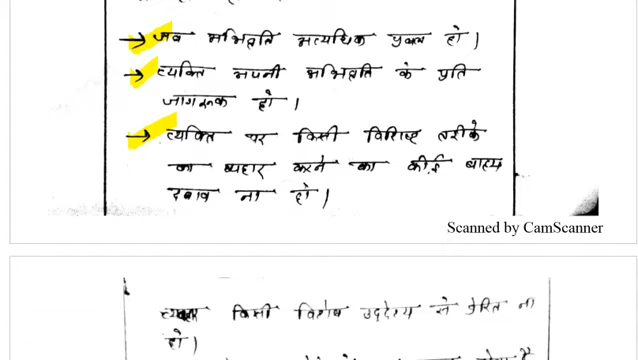 → जब अभिवृत्ति अत्यधिक प्रबल हो।
→ व्यक्ति अपनी अभिवृत्ति के प्रति
जागरूक हो।
→ व्यक्ति पर किसी विशिष्ट तरीके
का व्यहार करने का कोई बाह्य
दबाव ना हो।
Scanned by CamScanner
व्यवहार किसी विशेष उद्देश्य से प्रेरित ना
हो।